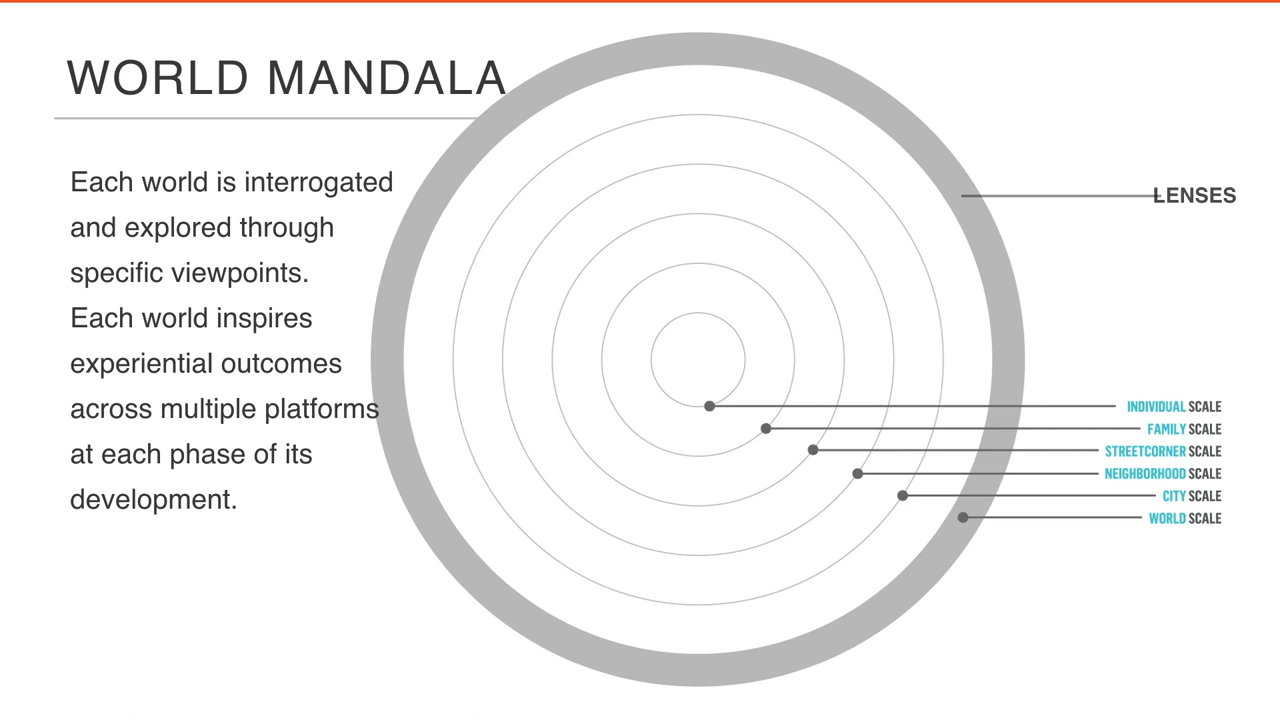 WORLD MANDALA
Each world is interrogated
and explored through
specific viewpoints.
Each world inspires
experiential outcomes
across multiple platforms
at each phase of its
development.
LENSES
INDIVIDUAL SCALE
FAMILY SCALE
STREETCORNER SCALE
NEIGHBORHOOD SCALE
CITY SCALE
WORLD SCALE